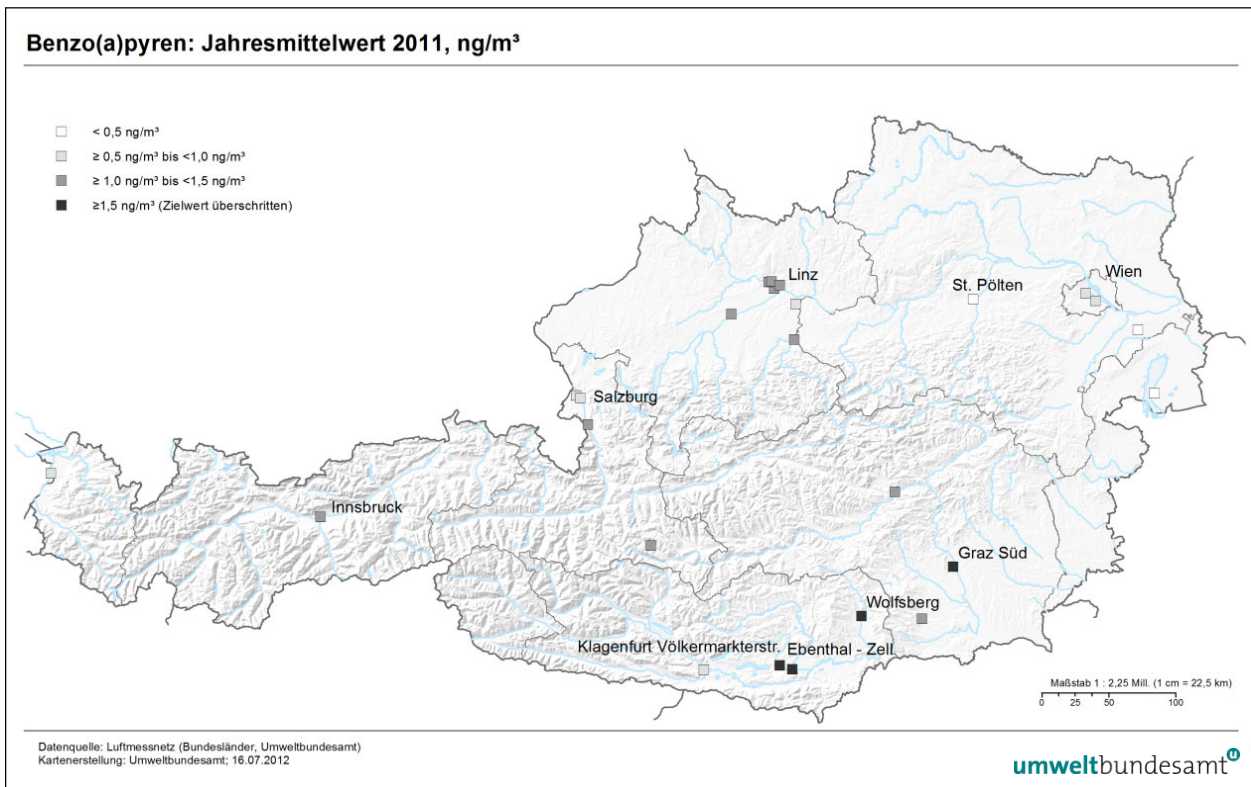 Benzo(a)pyren: Jahresmittelwert 2011, ng/m³
< 0,5 ng/m³
≥ 0,5 ng/m³ bis <1,0 ng/m³
≥ 1,0 ng/m³ bis <1,5 ng/m³
≥1,5 ng/m³ (Zielwert überschritten)
Linz
St. Pölten
Wien
Salzburg
Innsbruck
Graz Süd
Wolfsberg
Klagenfurt Völkermarkterstr.
Ebenthal - Zell
Maßstab 1 : 2,25 Mill. (1 cm = 22,5 km)
0 25 50 100
Datenquelle: Luftmessnetz (Bundesländer, Umweltbundesamt)
Kartenerstellung: Umweltbundesamt; 16.07.2012
umweltbundesamt u